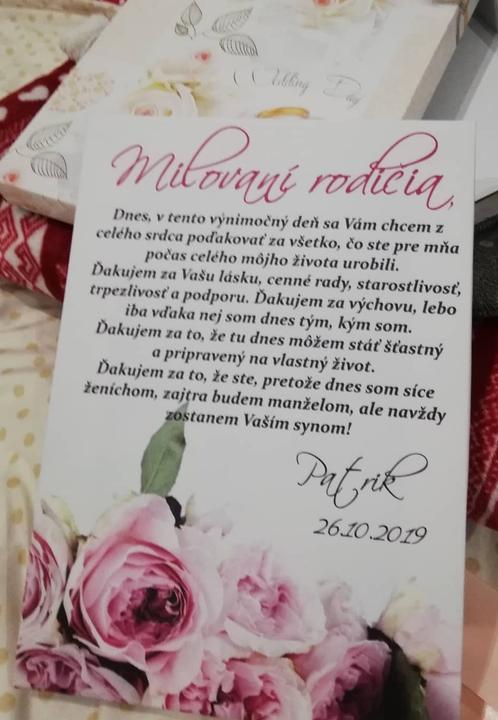 Wedding Day
Milovaní rodičia,
Dnes, v tento výnimočný deň sa Vám chcem z
celého srdca poďakovať za všetko, čo ste pre mňa
počas celého môjho života urobili.
Ďakujem za Vašu lásku, cenné rady, starostlivosť,
trpezlivosť a podporu. Ďakujem za výchovu, lebo
iba vďaka nej som dnes tým, kým som.
Ďakujem za to, že tu dnes môžem stáť šťastný
a pripravený na vlastný život.
Ďakujem za to, že ste, pretože dnes som síce
ženíchom, zajtra budem manželom, ale navždy
zostanem Vaším synom!
Patrik
26.10.2019